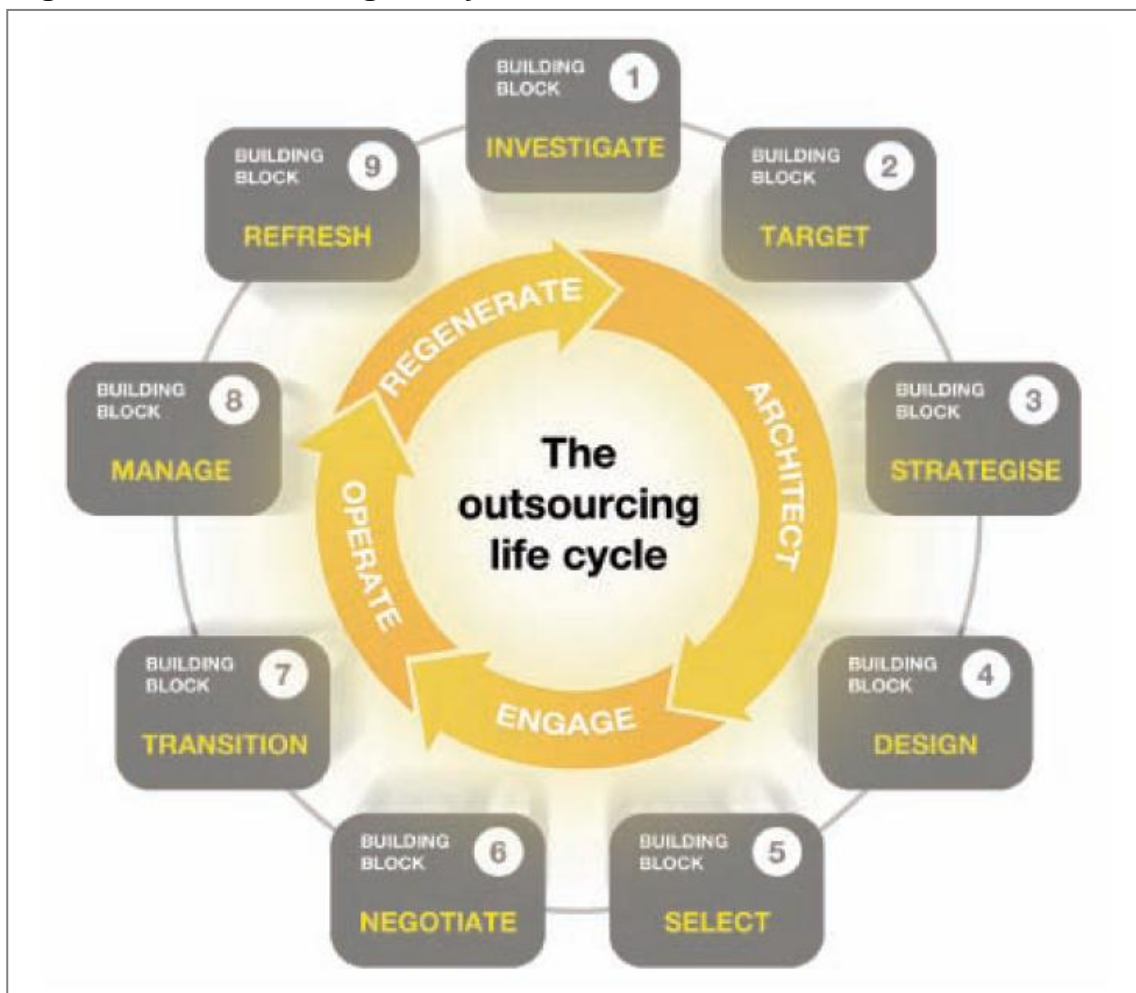 BUILDING
BLOCK
1
INVESTIGATE
BUILDING
BLOCK
2
TARGET
BUILDING
BLOCK
3
STRATEGISE
BUILDING
BLOCK
4
DESIGN
BUILDING
BLOCK
5
SELECT
BUILDING
BLOCK
6
NEGOTIATE
BUILDING
BLOCK
7
TRANSITION
BUILDING
BLOCK
8
MANAGE
BUILDING
BLOCK
9
REFRESH
ARCHITECT
ENGAGE
OPERATE
REGENERATE
The
outsourcing
life cycle